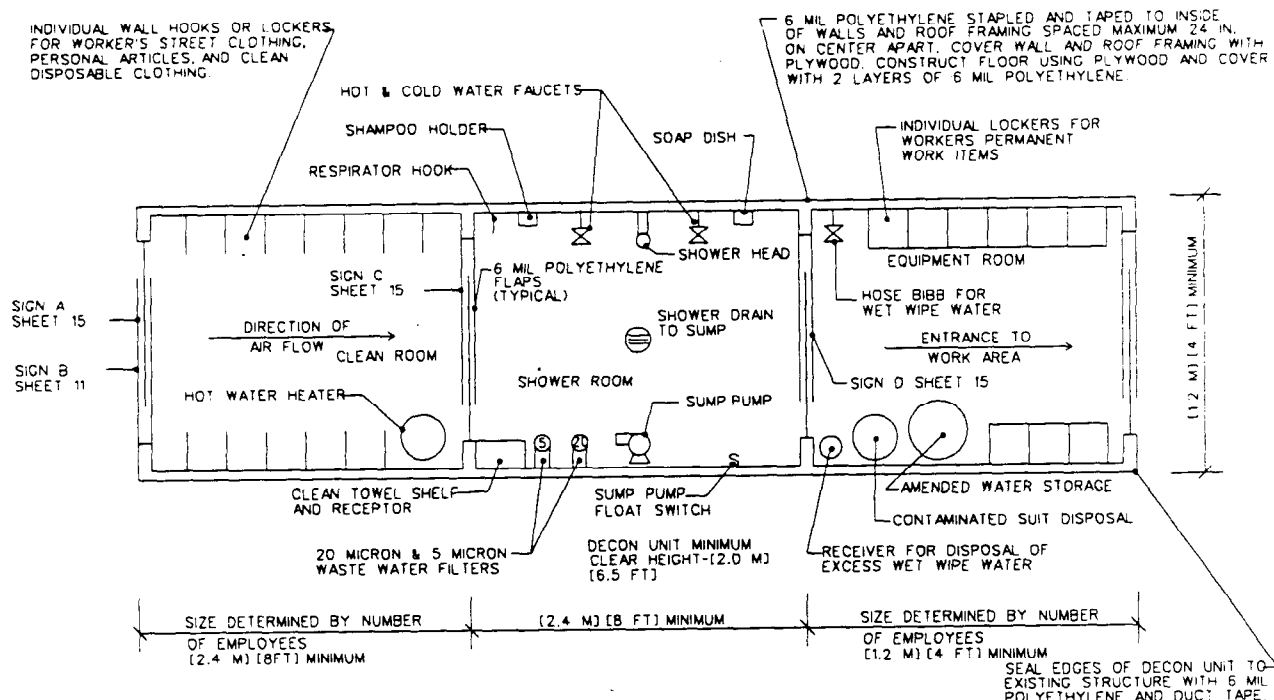 INDIVIDUAL WALL HOOKS OR LOCKERS
FOR WORKER'S STREET CLOTHING,
PERSONAL ARTICLES, AND CLEAN
DISPOSABLE CLOTHING.
6 MIL POLYETHYLENE STAPLED AND TAPED TO INSIDE
OF WALLS AND ROOF FRAMING SPACED MAXIMUM 24 IN.
ON CENTER APART. COVER WALL AND ROOF FRAMING WITH
PLYWOOD. CONSTRUCT FLOOR USING PLYWOOD AND COVER
WITH 2 LAYERS OF 6 MIL POLYETHYLENE.
HOT & COLD WATER FAUCETS
SHAMPOO HOLDER
RESPIRATOR HOOK
SOAP DISH
INDIVIDUAL LOCKERS FOR
WORKERS PERMANENT
WORK ITEMS
SIGN A
SHEET 15
SIGN B
SHEET 11
SIGN C
SHEET 15
6 MIL POLYETHYLENE
FLAPS
(TYPICAL)
SHOWER HEAD
EQUIPMENT ROOM
HOSE BIBB FOR
WET WIPE WATER
DIRECTION OF
AIR FLOW
CLEAN ROOM
SHOWER DRAIN
TO SUMP
ENTRANCE TO
WORK AREA
SHOWER ROOM
SIGN D SHEET 15
HOT WATER HEATER
SUMP PUMP
5
20
S
[1.2 M] [4 FT] MINIMUM
CLEAN TOWEL SHELF
AND RECEPTOR
SUMP PUMP
FLOAT SWITCH
AMENDED WATER STORAGE
CONTAMINATED SUIT DISPOSAL
20 MICRON & 5 MICRON
WASTE WATER FILTERS
DECON UNIT MINIMUM
CLEAR HEIGHT-[2.0 M]
[6.5 FT]
RECEIVER FOR DISPOSAL OF
EXCESS WET WIPE WATER
SIZE DETERMINED BY NUMBER
OF EMPLOYEES
[2.4 M] [8FT] MINIMUM
[2.4 M] [8 FT] MINIMUM
SIZE DETERMINED BY NUMBER
OF EMPLOYEES
[1.2 M] [4 FT] MINIMUM
SEAL EDGES OF DECON UNIT TO
EXISTING STRUCTURE WITH 6 MIL
POLYETHYLENE AND DUCT TAPE.